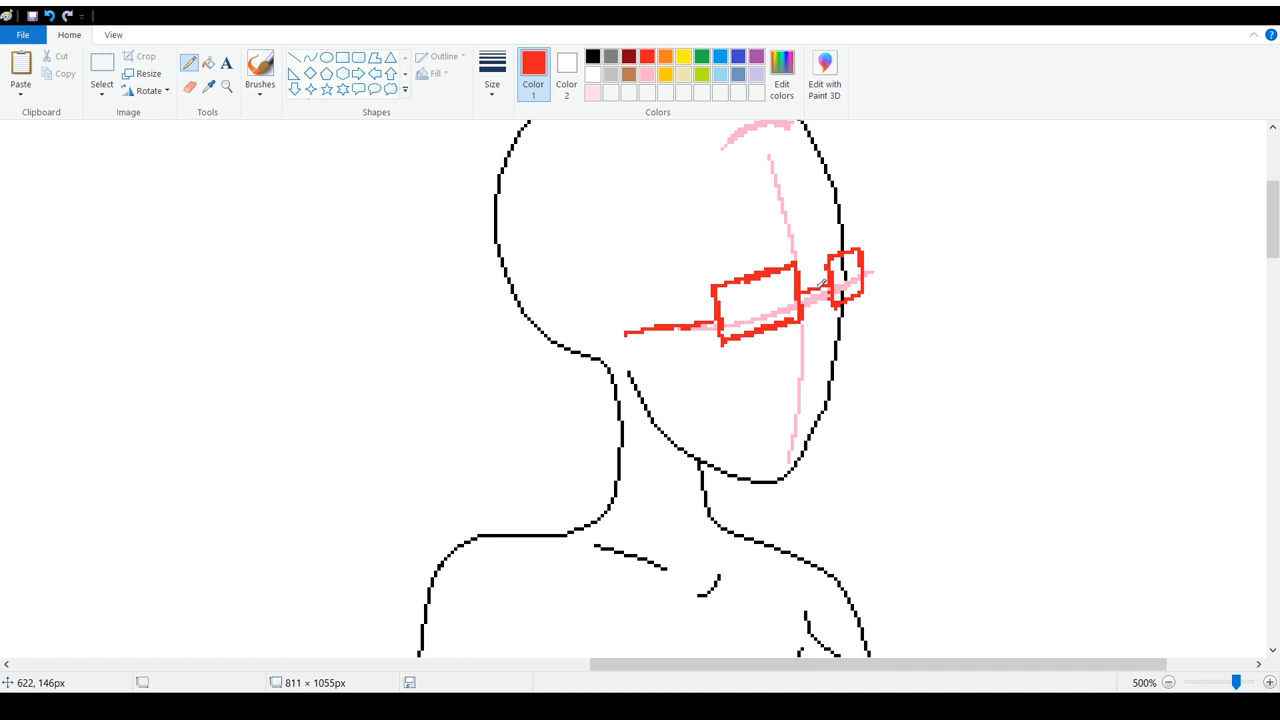 File
Home
View
Paste
Cut
Copy
Clipboard
Select
Crop
Resize
Rotate
Image
A
Tools
Brushes
Outline
Fill
Shapes
Size
Color
1
Color
2
Edit
colors
Colors
Edit with
Paint 3D
?
622, 146px
811 × 1055px
500%